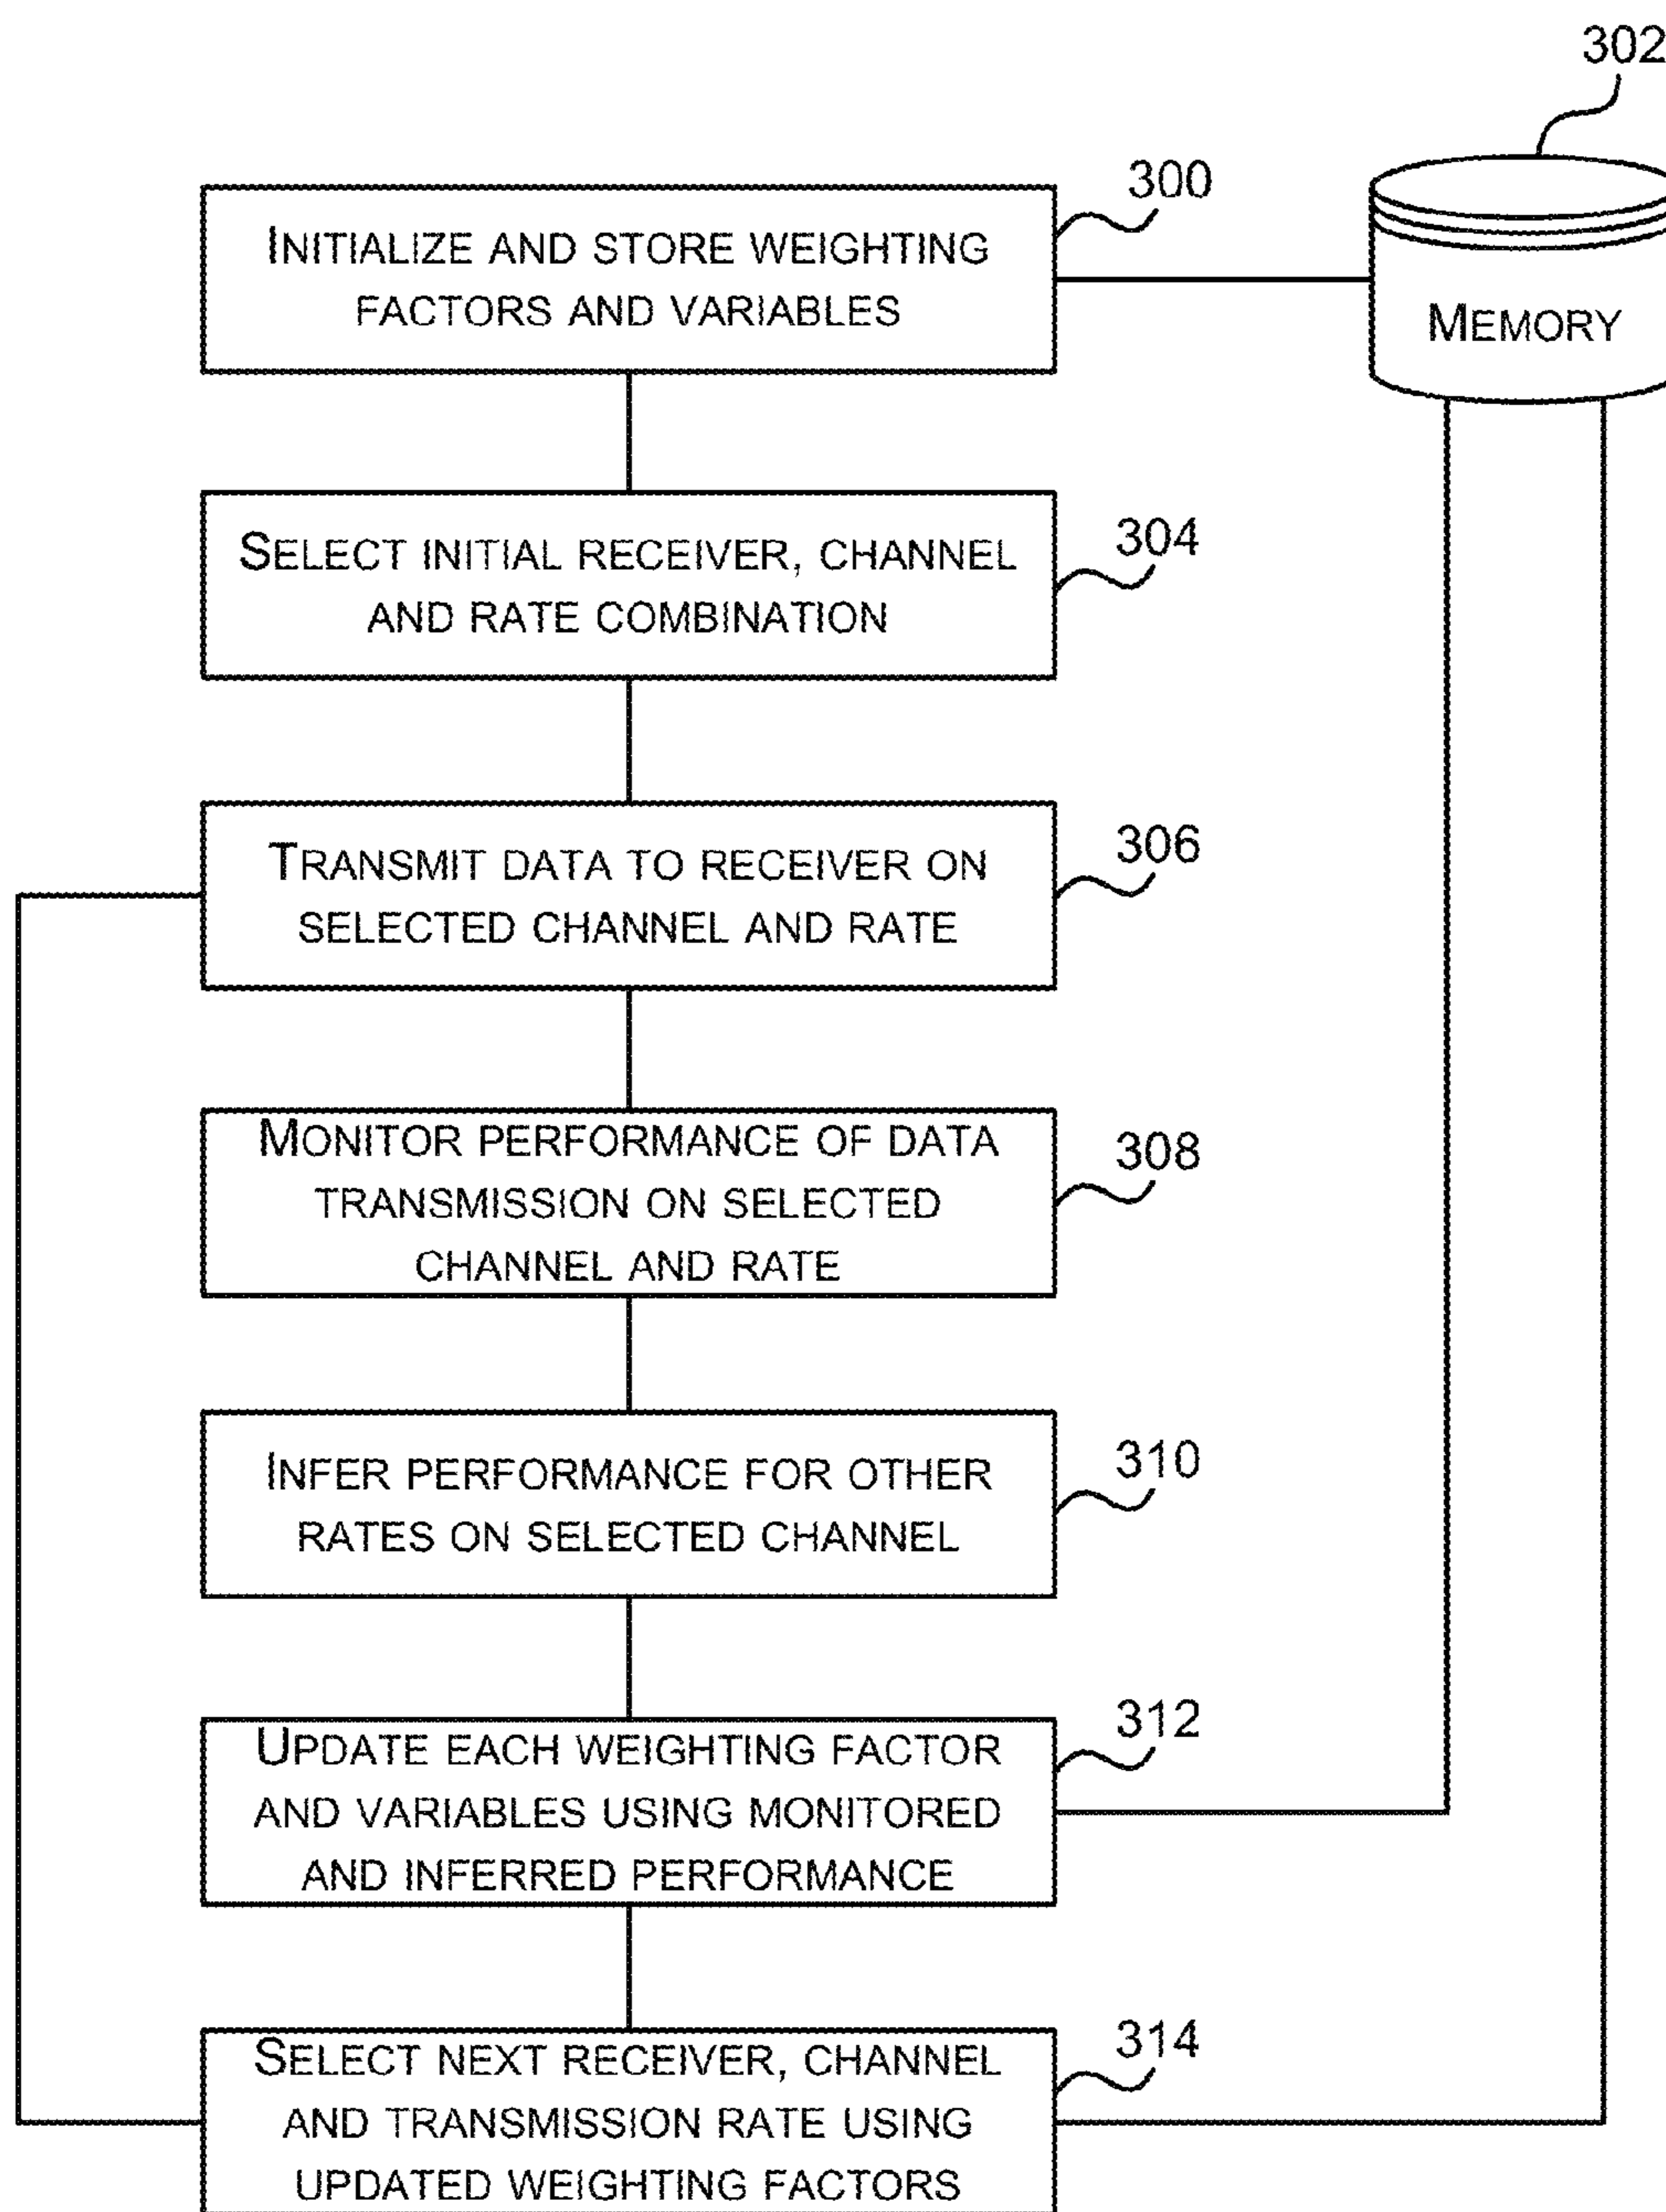 302
300
INITIALIZE AND STORE WEIGHTING
FACTORS AND VARIABLES
MEMORY
SELECT INITIAL RECEIVER, CHANNEL
AND RATE COMBINATION
304
TRANSMIT DATA TO RECEIVER ON
SELECTED CHANNEL AND RATE
306
MONITOR PERFORMANCE OF DATA
TRANSMISSION ON SELECTED
CHANNEL AND RATE
308
INFER PERFORMANCE FOR OTHER
RATES ON SELECTED CHANNEL
310
UPDATE EACH WEIGHTING FACTOR
AND VARIABLES USING MONITORED
AND INFERRED PERFORMANCE
312
SELECT NEXT RECEIVER, CHANNEL
AND TRANSMISSION RATE USING
UPDATED WEIGHTING FACTORS
314